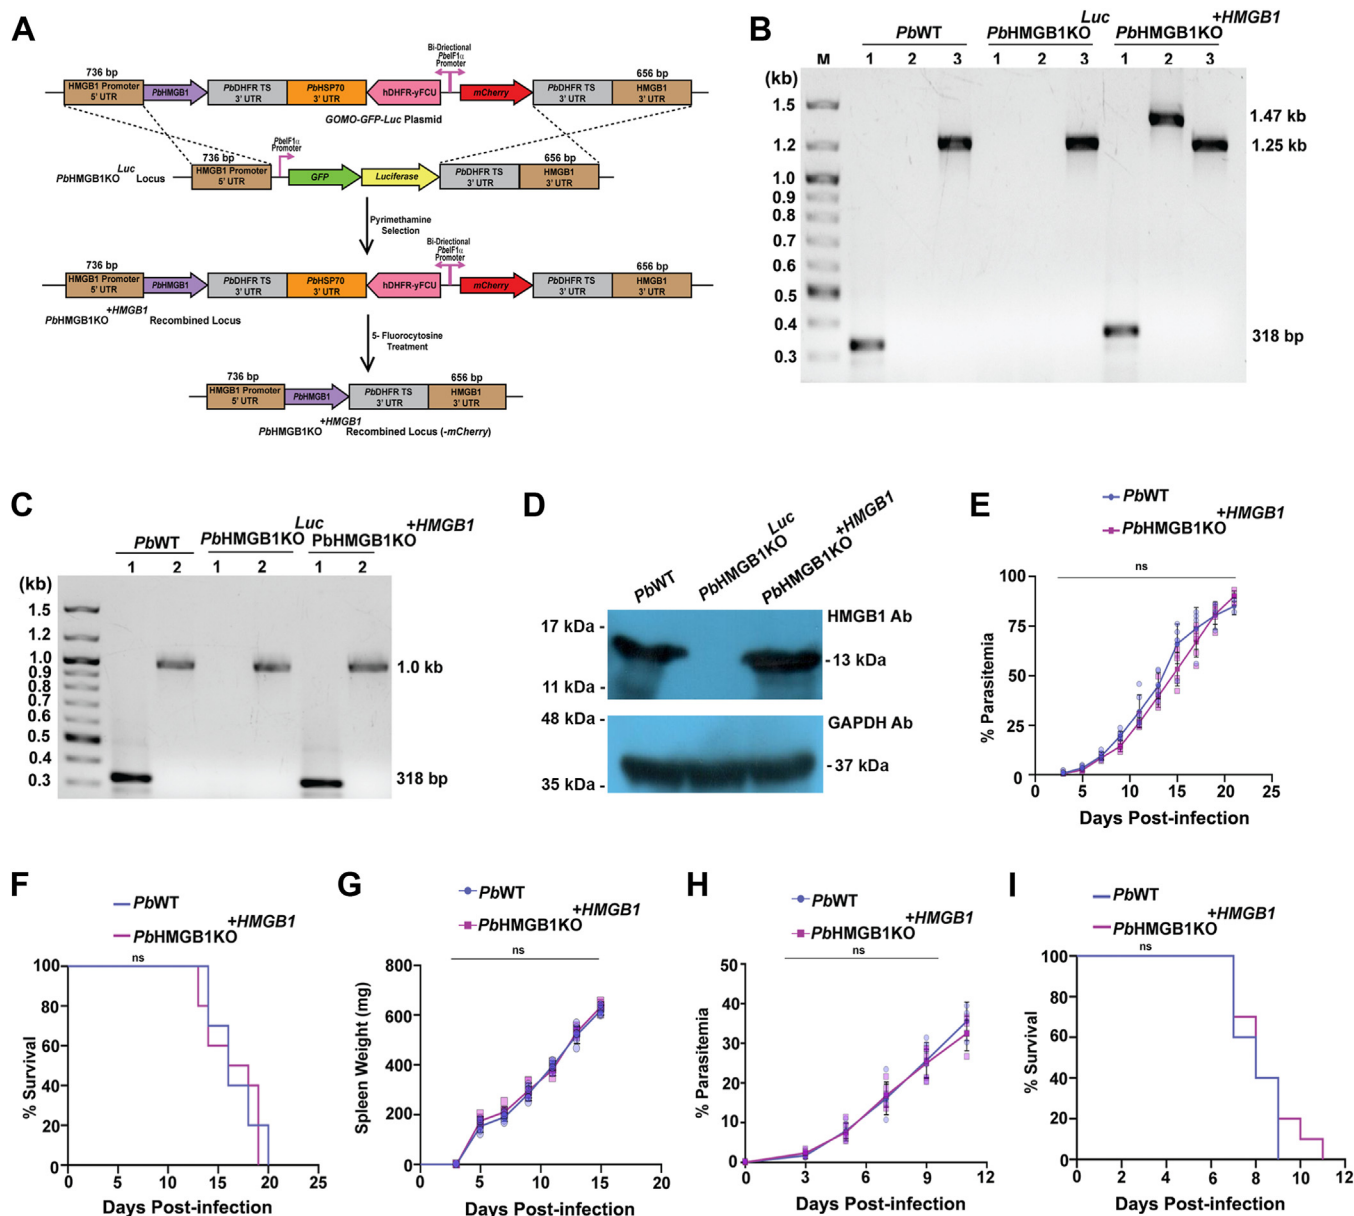 A
736 bp
Bi-Driectional
PbeIF1α
Promoter
656 bp
HMGB1 Promoter
5' UTR
PbHMGB1
PbDHFR TS
3' UTR
PbHSP70
3' UTR
hDHFR-yFCU
mCherry
PbDHFR TS
3' UTR
HMGB1
3' UTR
GOMO-GFP-Luc Plasmid
PbeIF1α
Promoter
736 bp
656 bp
PbHMGB1KO Luc Locus
HMGB1 Promoter
5' UTR
GFP
Luciferase
PbDHFR TS
3' UTR
HMGB1
3' UTR
Pyrimethamine
Selection
736 bp
Bi-Driectional
PbeIF1α
Promoter
656 bp
HMGB1 Promoter
5' UTR
PbHMGB1
PbDHFR TS
3' UTR
PbHSP70
3' UTR
hDHFR-yFCU
mCherry
PbDHFR TS
3' UTR
HMGB1
3' UTR
PbHMGB1KO +HMGB1 Recombined Locus
5- Fluorocytosine
Treatment
736 bp
656 bp
HMGB1 Promoter
5' UTR
PbHMGB1
PbDHFR TS
3' UTR
HMGB1
3' UTR
PbHMGB1KO +HMGB1 Recombined Locus (-mCherry)
B
PbWT PbHMGB1KO Luc PbHMGB1KO +HMGB1
M 1 2 3 1 2 3 1 2 3
(kb)
1.5
1.2
1.0
0.9
0.8
0.7
0.6
0.5
0.4
0.3
1.47 kb
1.25 kb
318 bp
C
PbWT PbHMGB1KO Luc PbHMGB1KO +HMGB1
1 2 1 2 1 2
(kb)
1.5
1.2
1.0
0.9
0.8
0.7
0.6
0.5
0.4
0.3
1.0 kb
318 bp
D
PbWT
PbHMGB1KO Luc
PbHMGB1KO +HMGB1
17 kDa -
11 kDa -
HMGB1 Ab
-13 kDa
48 kDa -
35 kDa -
GAPDH Ab
-37 kDa
E
PbWT
PbHMGB1KO +HMGB1
ns
% Parasitemia
100
75
50
25
0
0 5 10 15 20 25
Days Post-infection
F
PbWT
PbHMGB1KO +HMGB1
ns
% Survival
100
80
60
40
20
0
0 5 10 15 20 25
Days Post-infection
G
PbWT
PbHMGB1KO +HMGB1
ns
Spleen Weight (mg)
800
600
400
200
0
0 5 10 15 20
Days Post-infection
H
PbWT
PbHMGB1KO +HMGB1
ns
% Parasitemia
50
40
30
20
10
0
0 3 6 9 12
Days Post-infection
I
PbWT
PbHMGB1KO +HMGB1
ns
% Survival
100
80
60
40
20
0
0 2 4 6 8 10 12
Days Post-infection